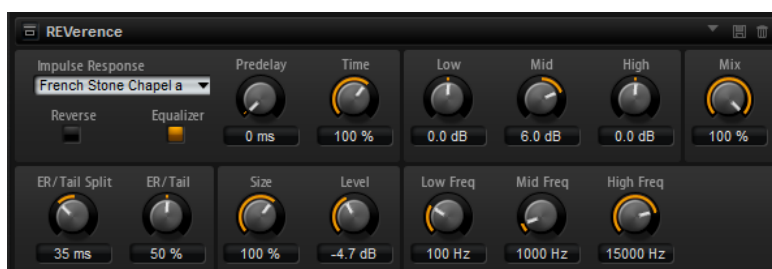 REVerence
Impulse Response
Predelay
Time
Low
Mid
High
Mix
French Stone Chapel a
Reverse
Equalizer
0 ms
100 %
0.0 dB
6.0 dB
0.0 dB
100 %
ER/Tail Split
ER/Tail
Size
Level
Low Freq
Mid Freq
High Freq
35 ms
50 %
100 %
-4.7 dB
100 Hz
1000 Hz
15000 Hz